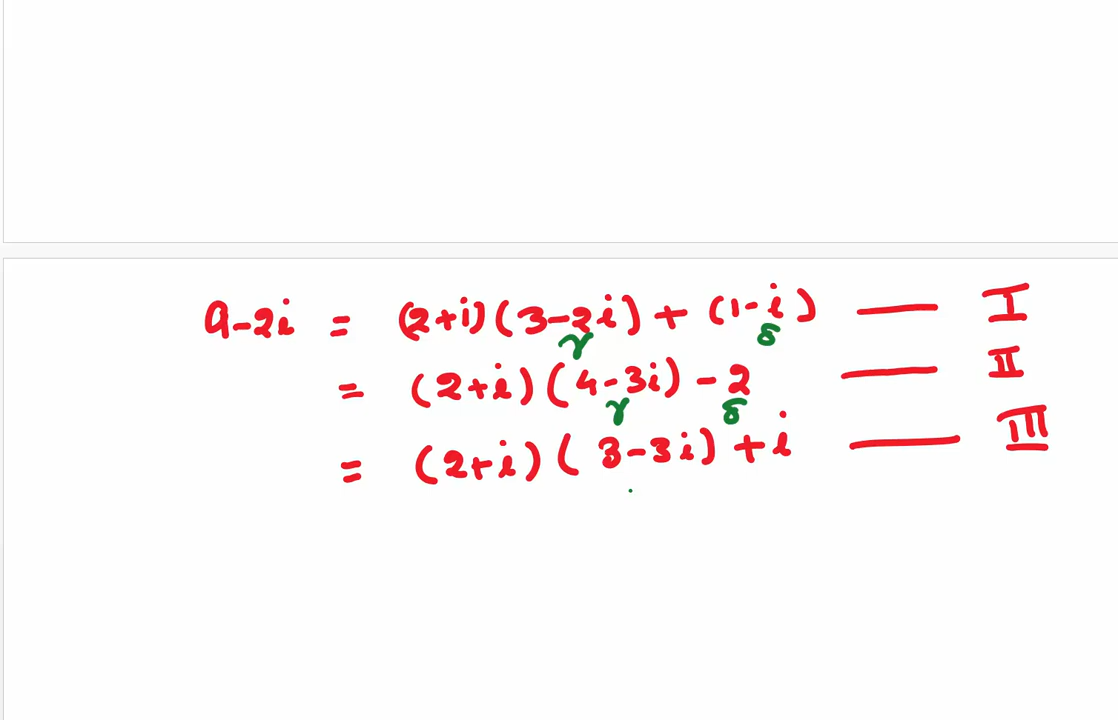 9-2i = (2+i)(3-2i) + (1-i) — I
γ δ
= (2+i)(4-3i) - 2 — II
γ δ
= (2+i)(3-3i) + i — III